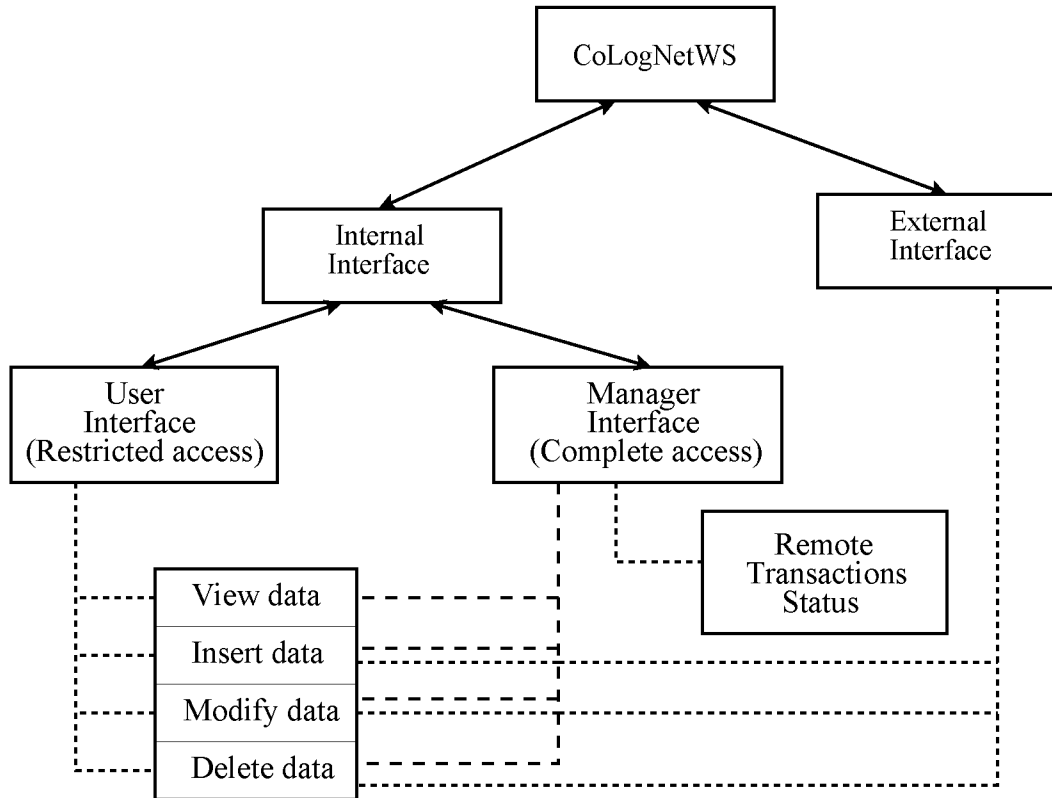 CoLogNetWS
Internal
Interface
External
Interface
User
Interface
(Restricted access)
Manager
Interface
(Complete access)
Remote
Transactions
Status
View data
Insert data
Modify data
Delete data